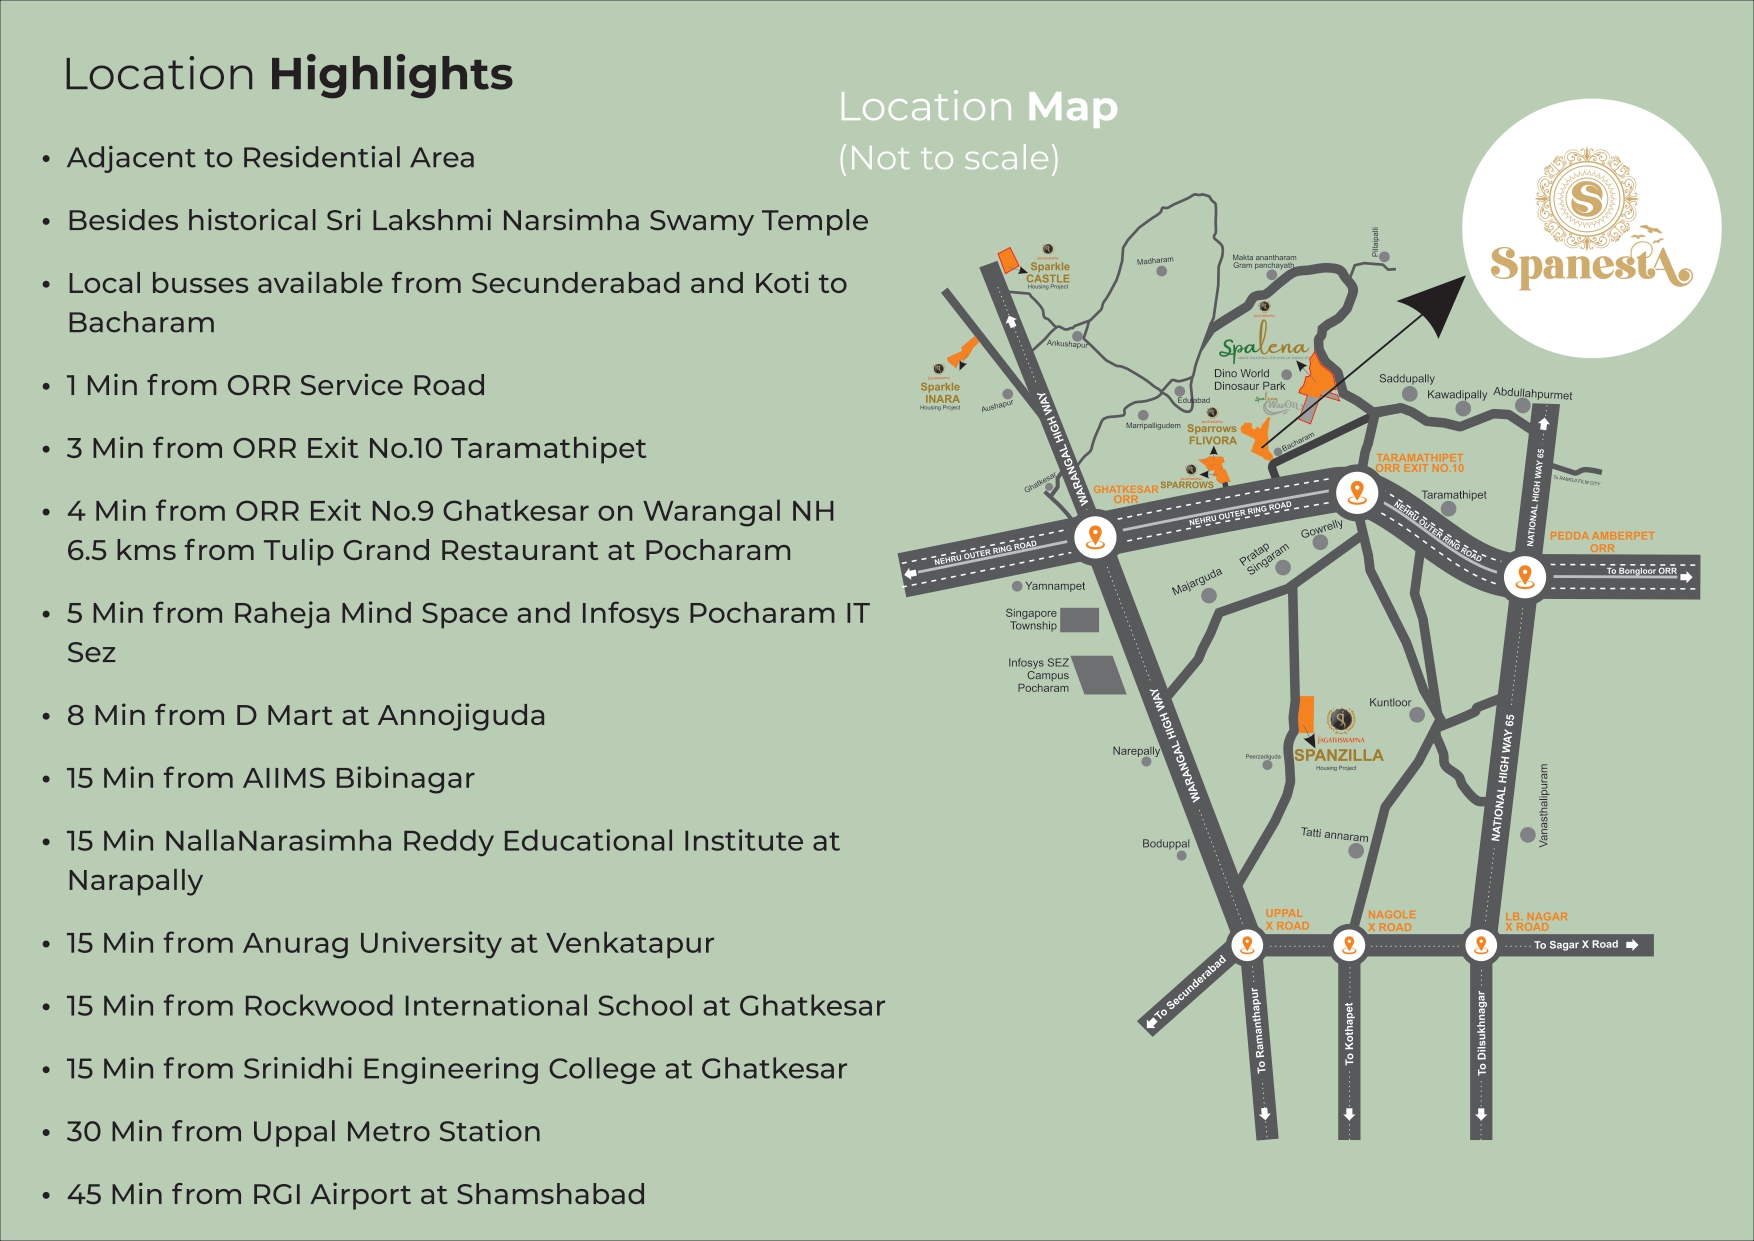 Location Highlights
• Adjacent to Residential Area
• Besides historical Sri Lakshmi Narsimha Swamy Temple
• Local busses available from Secunderabad and Koti to
Bacharam
• 1 Min from ORR Service Road
• 3 Min from ORR Exit No.10 Taramathipet
• 4 Min from ORR Exit No.9 Ghatkesar on Warangal NH
6.5 kms from Tulip Grand Restaurant at Pocharam
• 5 Min from Raheja Mind Space and Infosys Pocharam IT
Sez
• 8 Min from D Mart at Annojiguda
• 15 Min from AIIMS Bibinagar
• 15 Min NallaNarasimha Reddy Educational Institute at
Narapally
• 15 Min from Anurag University at Venkatapur
• 15 Min from Rockwood International School at Ghatkesar
• 15 Min from Srinidhi Engineering College at Ghatkesar
• 30 Min from Uppal Metro Station
• 45 Min from RGI Airport at Shamshabad
Location Map
(Not to scale)
S
SpanestA
Pillaipalli
Madharam
Makta anantharam
Gram panchayath
Sparkle
CASTLE
Housing Project
Ankushapur
Spalena
Sparkle
INARA
Housing Project
Aushapur
Dino World
Dinosaur Park
Edulabad
Mampalligudem
Sparrows
FLIVORA
Bacharam
SPARROWS
Saddupally
Kawadipally
Abdullahpurmet
WARANGAL HIGH WAY
Ghatkesar
GHATKESAR
ORR
TARAMATHIPET
ORR EXIT NO.10
Taramathipet
NATIONAL HIGH WAY 65
To RAMOJI FILM CITY
NEHRU OUTER RING ROAD
NEHRU OUTER RING ROAD
NEHRU OUTER RING ROAD
PEDDA AMBERPET
ORR
To Bongloor ORR
Gowrelly
Pratap
Singaram
Majarguda
Yamnampet
Singapore
Township
Infosys SEZ
Campus
Pocharam
WARANGAL HIGH WAY
Narepally
Peerzadiguda
JAGATHSWAPNA
SPANZILLA
Housing Project
Kuntloor
NATIONAL HIGH WAY 65
Vanasthalipuram
Boduppal
Tatti annaram
UPPAL
X ROAD
NAGOLE
X ROAD
LB. NAGAR
X ROAD
To Sagar X Road
To Secunderabad
To Ramanthapur
To Kothapet
To Dilsukhnagar